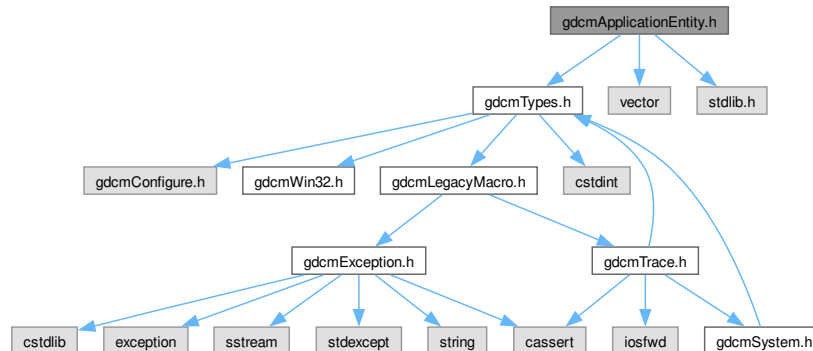 gdcmApplicationEntity.h
gdcmTypes.h
vector
stdlib.h
gdcmConfigure.h
gdcmWin32.h
gdcmLegacyMacro.h
cstdint
gdcmException.h
gdcmTrace.h
cstdlib
exception
sstream
stdexcept
string
cassert
iosfwd
gdcmSystem.h